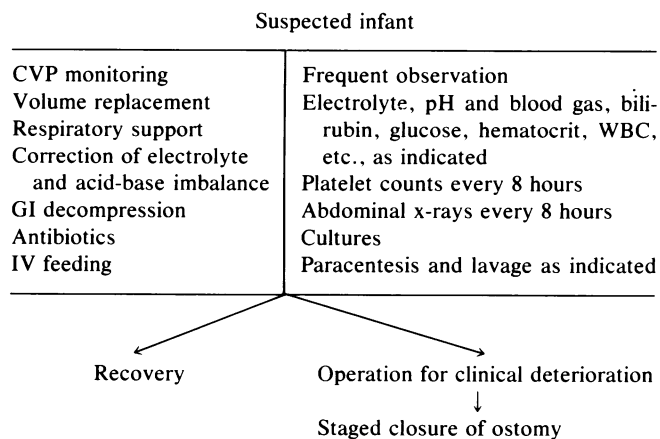 Suspected infant
CVP monitoring
Volume replacement
Respiratory support
Correction of electrolyte
and acid-base imbalance
GI decompression
Antibiotics
IV feeding
Frequent observation
Electrolyte, pH and blood gas, bili-
rubin, glucose, hematocrit, WBC,
etc., as indicated
Platelet counts every 8 hours
Abdominal x-rays every 8 hours
Cultures
Paracentesis and lavage as indicated
Recovery
Operation for clinical deterioration
Staged closure of ostomy